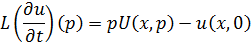 L(∂u/∂t)(p) = pU(x,p) − u(x,0)